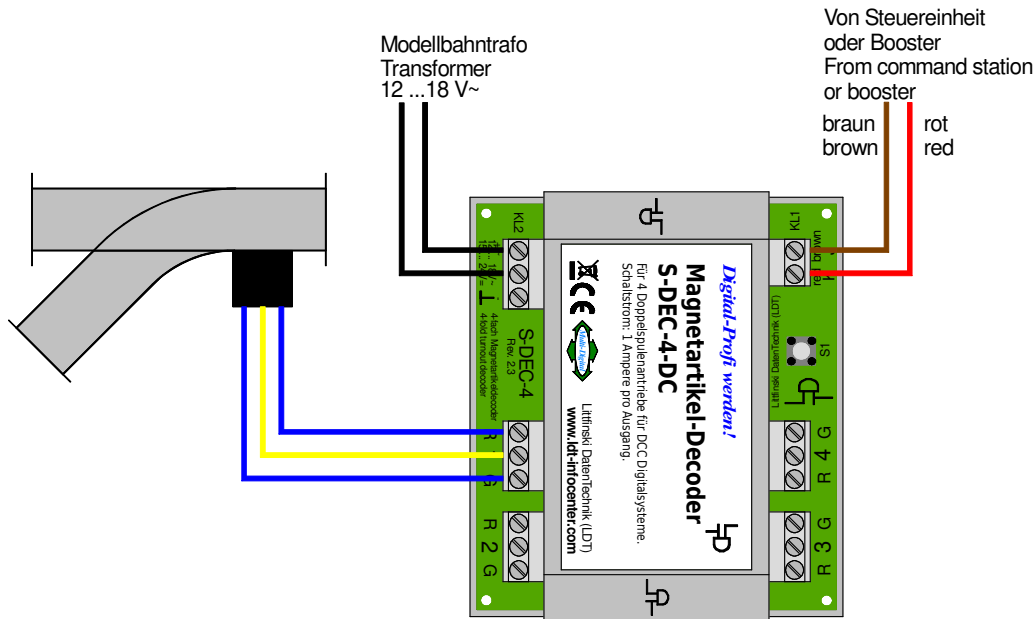 Modellbahntrafo
Transformer
12 ...18 V~
Von Steuereinheit
oder Booster
From command station
or booster
braun
brown
rot
red
KL2
4-fach Magnetartikeldecoder
4-fold turnout decoder
S-DEC-4
Rev. 2.3
R
G
R 2 G
Digital-Profi werden!
Magnetartikel-Decoder
S-DEC-4-DC
Für 4 Doppelspulenantriebe für DCC Digitalsysteme.
Schaltstrom: 1 Ampere pro Ausgang.
CE
Multi-Digital
Littfinski DatenTechnik (LDT)
www.ldt-infocenter.com
KL1
red brown
S1
Littfinski DatenTechnik (LDT)
R 4 G
R 3 G